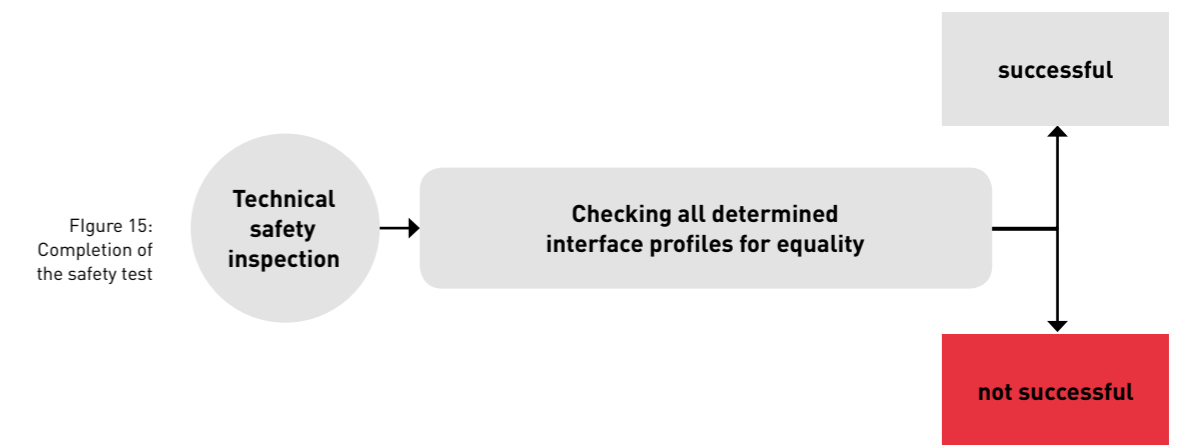 FIgure 15:
Completion of
the safety test
Technical
safety
inspection
Checking all determined
interface profiles for equality
successful
not successful